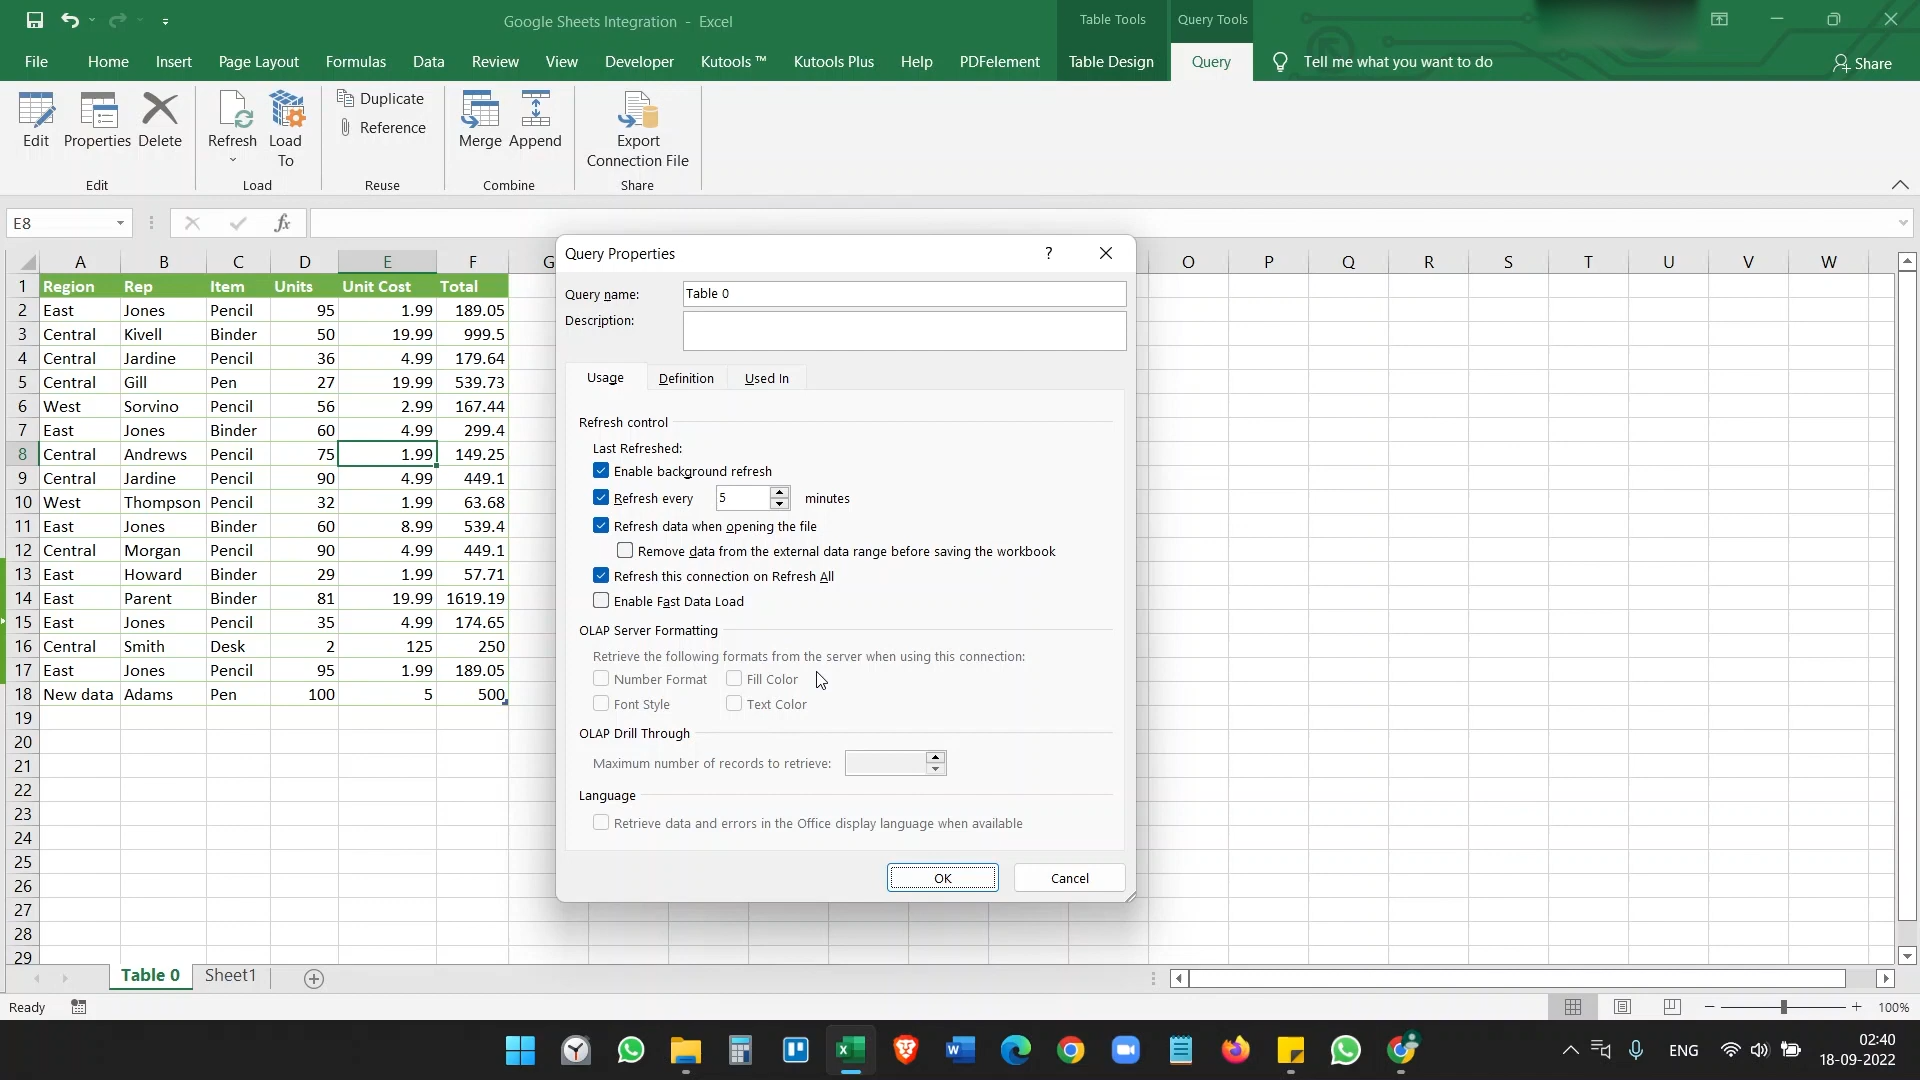 Google Sheets Integration - Excel
Table Tools
Query Tools
File
Home
Insert
Page Layout
Formulas
Data
Review
View
Developer
Kutools ™
Kutools Plus
Help
PDFelement
Table Design
Query
Tell me what you want to do
Share
Edit
Properties
Delete
Refresh
Load To
Duplicate
Reference
Merge
Append
Export Connection File
Edit
Load
Reuse
Combine
Share
E8
fx
A B C D E F G O P Q R S T U V W
1 Region Rep Item Units Unit Cost Total
2 East Jones Pencil 95 1.99 189.05
3 Central Kivell Binder 50 19.99 999.5
4 Central Jardine Pencil 36 4.99 179.64
5 Central Gill Pen 27 19.99 539.73
6 West Sorvino Pencil 56 2.99 167.44
7 East Jones Binder 60 4.99 299.4
8 Central Andrews Pencil 75 1.99 149.25
9 Central Jardine Pencil 90 4.99 449.1
10 West Thompson Pencil 32 1.99 63.68
11 East Jones Binder 60 8.99 539.4
12 Central Morgan Pencil 90 4.99 449.1
13 East Howard Binder 29 1.99 57.71
14 East Parent Binder 81 19.99 1619.19
15 East Jones Pencil 35 4.99 174.65
16 Central Smith Desk 2 125 250
17 East Jones Pencil 95 1.99 189.05
18 New data Adams Pen 100 5 500
19
20
21
22
23
24
25
26
27
28
29
Query Properties
?
Query name: Table 0
Description:
Usage
Definition
Used In
Refresh control
Last Refreshed:
Enable background refresh
Refresh every 5 minutes
Refresh data when opening the file
Remove data from the external data range before saving the workbook
Refresh this connection on Refresh All
Enable Fast Data Load
OLAP Server Formatting
Retrieve the following formats from the server when using this connection:
Number Format
Fill Color
Font Style
Text Color
OLAP Drill Through
Maximum number of records to retrieve:
Language
Retrieve data and errors in the Office display language when available
OK
Cancel
Table 0
Sheet1
Ready
100%
ENG
02:40
18-09-2022